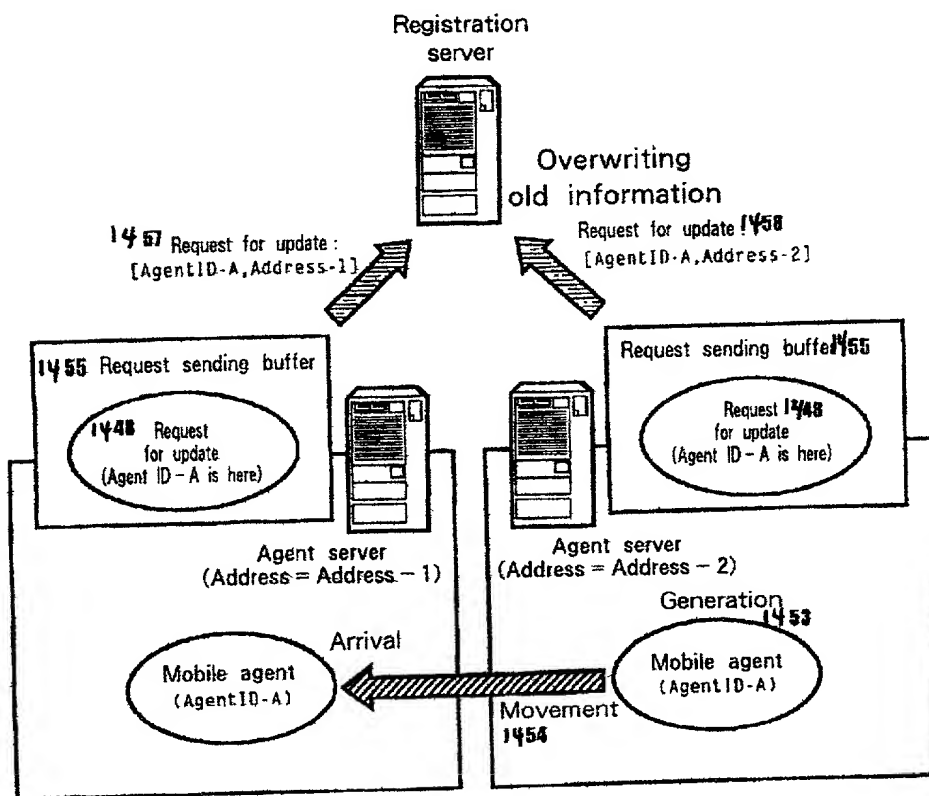 Registration
server
Overwriting
old information
1457 Request for update :
[AgentID-A,Address-1]
Request for update 1458
[AgentID-A,Address-2]
1455 Request sending buffer
1448 Request
for update
(Agent ID-A is here)
Request sending buffer 1455
Request 1448
for update
(Agent ID-A is here)
Agent server
(Address = Address-1)
Agent server
(Address = Address-2)
Generation
1453
Arrival
Mobile agent
(AgentID-A)
Mobile agent
(AgentID-A)
Movement
1454